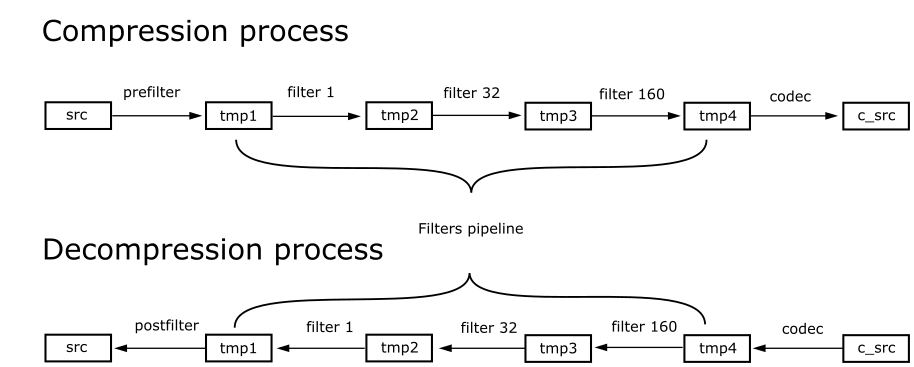 Compression process
prefilter filter 1 filter 32 filter 160 codec
src tmp1 tmp2 tmp3 tmp4 c_src
Filters pipeline
Decompression process
postfilter filter 1 filter 32 filter 160 codec
src tmp1 tmp2 tmp3 tmp4 c_src